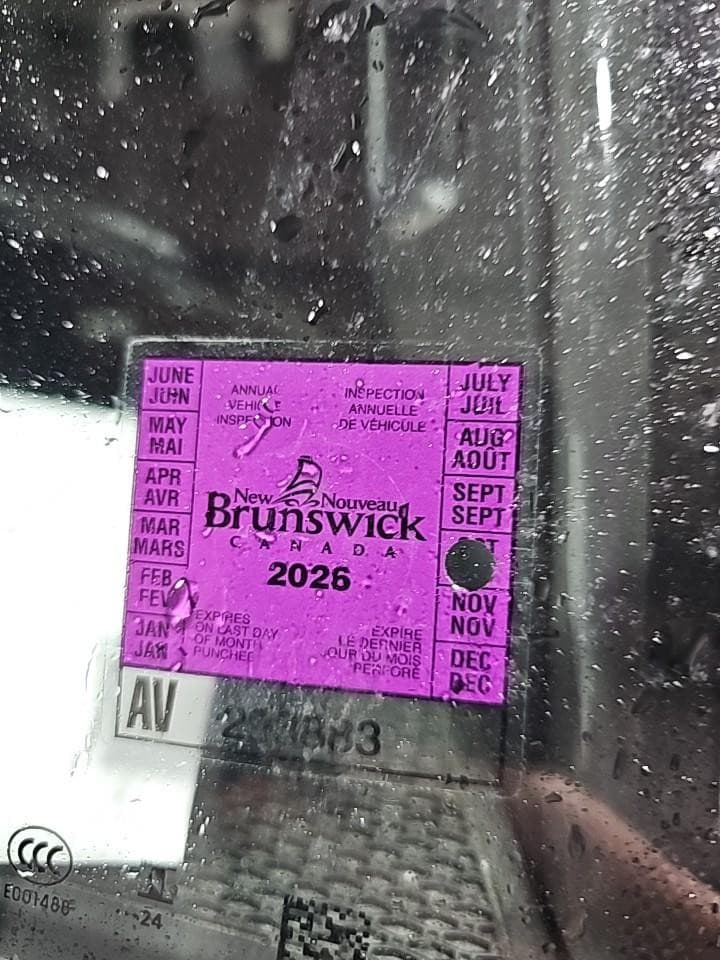 JUNE
JUIN
MAY
MAI
APR
AVR
MAR
MARS
FEB
FEV
JAN
JAN
ANNUAL
VEHICLE
INSPECTION
INSPECTION
ANNUELLE
DE VÉHICULE
New Nouveau
Brunswick
CANADA
2026
EXPIRES
ON LAST DAY
OF MONTH
PUNCHED
EXPIRE
LE DERNIER
JOUR DU MOIS
PERFORÉ
JULY
JUIL
AUG
AOÛT
SEPT
SEPT
NOV
NOV
DEC
DEC
AV
CCC
24